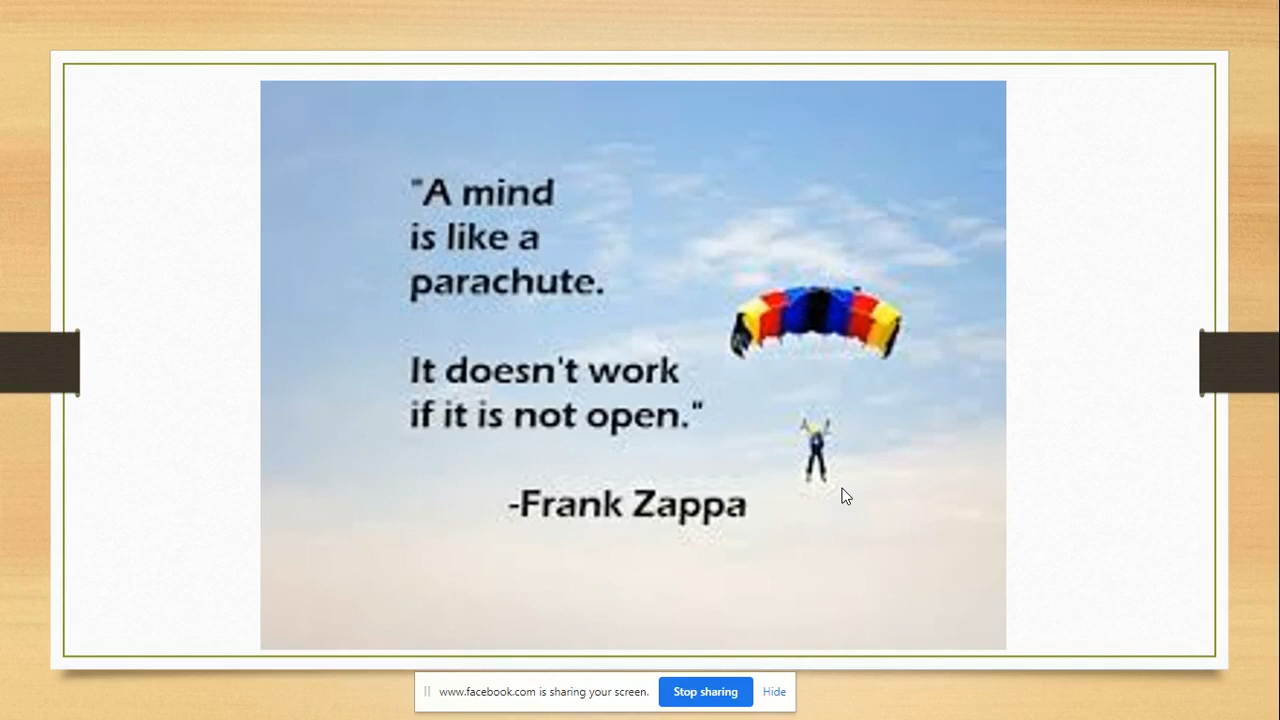 "A mind
is like a
parachute.
It doesn't work
if it is not open."
-Frank Zappa
www.facebook.com is sharing your screen. Stop sharing Hide